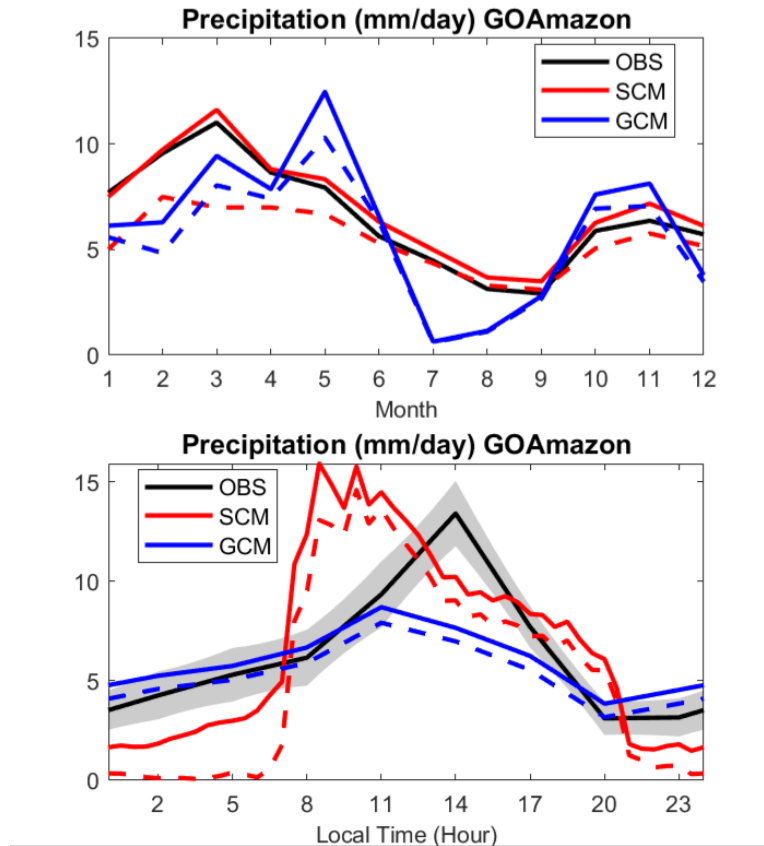 Precipitation (mm/day) GOAmazon
15
10
5
0
OBS
SCM
GCM
1 2 3 4 5 6 7 8 9 10 11 12
Month
Precipitation (mm/day) GOAmazon
15
10
5
0
OBS
SCM
GCM
2 5 8 11 14 17 20 23
Local Time (Hour)